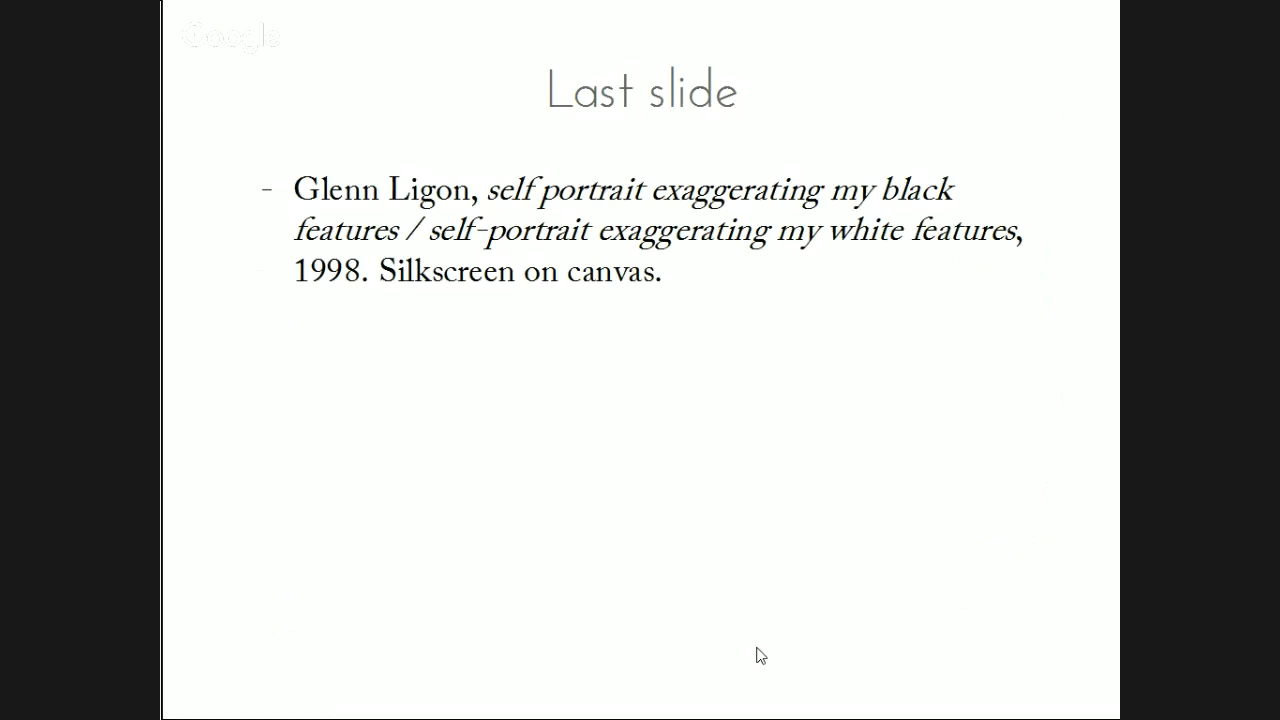 Google
Last slide
- Glenn Ligon, self portrait exaggerating my black
features / self-portrait exaggerating my white features,
1998. Silkscreen on canvas.